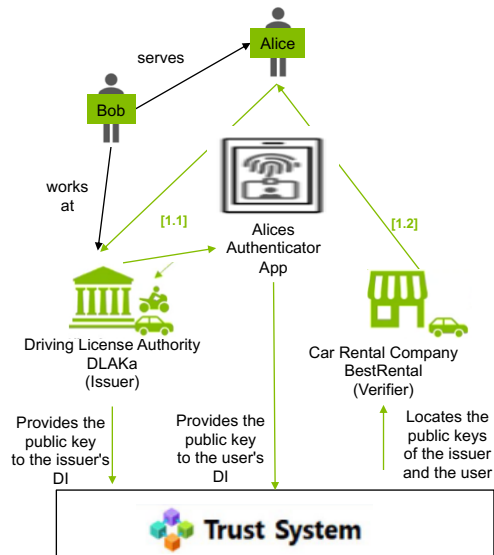 Alice
serves
Bob
works
at
[1.1]
[1.2]
Alices
Authenticator
App
Driving License Authority
DLAKa
(Issuer)
Car Rental Company
BestRental
(Verifier)
Provides the
public key
to the issuer's
DI
Provides the
public key
to the user's
DI
Locates the
public keys
of the issuer
and the user
Trust System